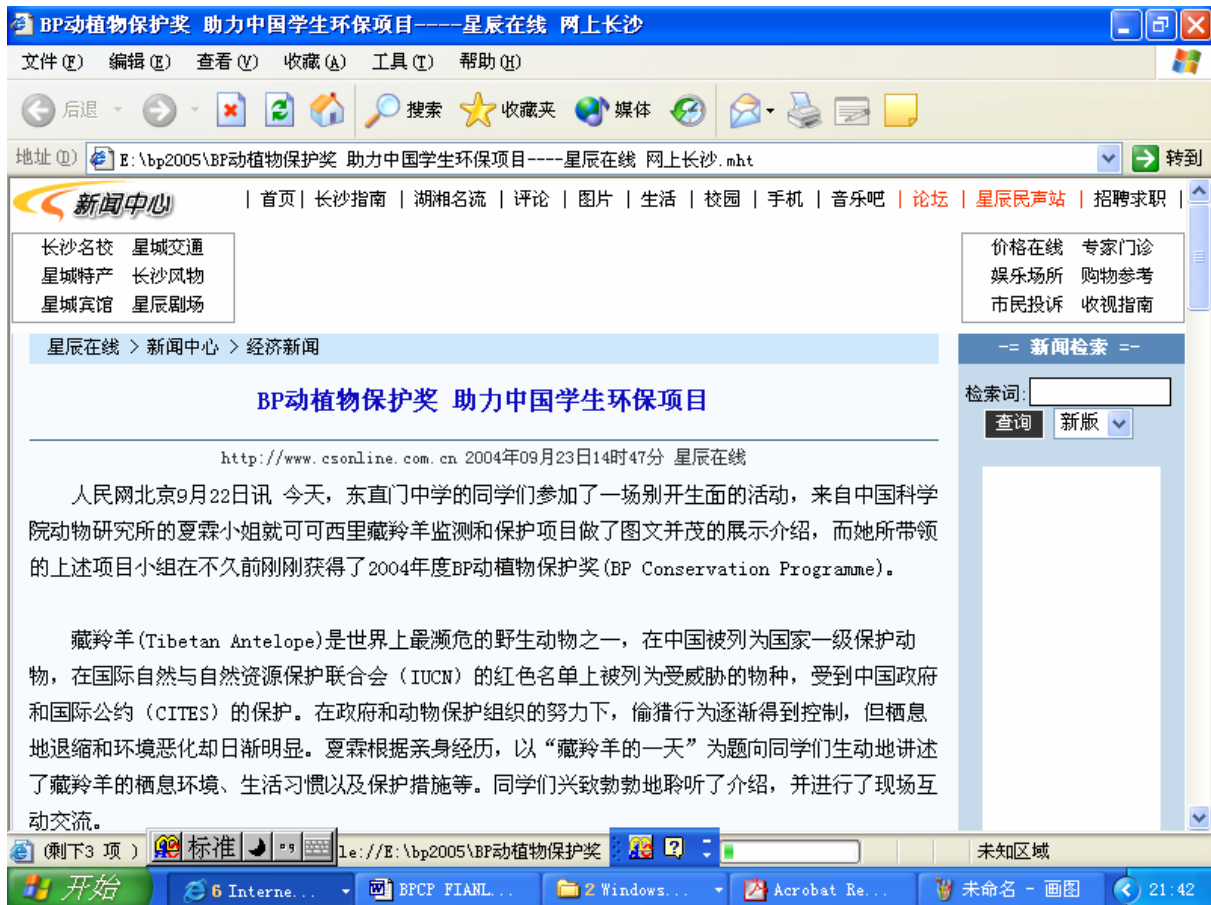 BP动植物保护奖 助力中国学生环保项目----星辰在线 网上长沙
文件(F) 编辑(E) 查看(V) 收藏(A) 工具(T) 帮助(H)
后退 搜索 收藏夹 媒体
地址(D) E:\bp2005\BP动植物保护奖 助力中国学生环保项目----星辰在线 网上长沙.mht 转到
新闻中心 | 首页| 长沙指南 | 湖湘名流 | 评论 | 图片 | 生活 | 校园 | 手机 | 音乐吧 | 论坛 | 星辰民声站 | 招聘求职 |
长沙名校 星城交通
星城特产 长沙风物
星城宾馆 星辰剧场
价格在线 专家门诊
娱乐场所 购物参考
市民投诉 收视指南
星辰在线 > 新闻中心 > 经济新闻
-= 新闻检索 =-
检索词:
查询 新版
BP动植物保护奖 助力中国学生环保项目
http://www.csonline.com.cn 2004年09月23日14时47分 星辰在线
人民网北京9月22日讯 今天，东直门中学的同学们参加了一场别开生面的活动，来自中国科学
院动物研究所的夏霖小姐就可可西里藏羚羊监测和保护项目做了图文并茂的展示介绍，而她所带领
的上述项目小组在不久前刚刚获得了2004年度BP动植物保护奖(BP Conservation Programme)。
藏羚羊(Tibetan Antelope)是世界上最濒危的野生动物之一，在中国被列为国家一级保护动
物，在国际自然与自然资源保护联合会（IUCN）的红色名单上被列为受威胁的物种，受到中国政府
和国际公约（CITES）的保护。在政府和动物保护组织的努力下，偷猎行为逐渐得到控制，但栖息
地退缩和环境恶化却日渐明显。夏霖根据亲身经历，以“藏羚羊的一天”为题向同学们生动地讲述
了藏羚羊的栖息环境、生活习惯以及保护措施等。同学们兴致勃勃地聆听了介绍，并进行了现场互
动交流。
(剩下3 项 ) 标准 le://E:\bp2005\BP动植物保护奖 未知区域
开始 6 Interne... BPCP FIANL... 2 Windows... Acrobat Re... 未命名 - 画图 21:42